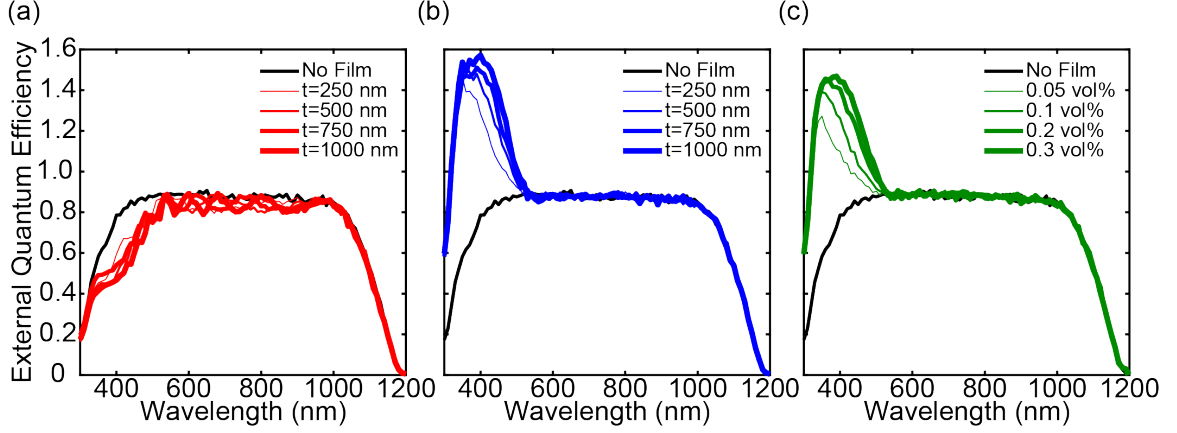 (a)
(b)
(c)
External Quantum Efficiency
1.6
1.4
1.2
1.0
0.8
0.6
0.4
0.2
0
No Film
t=250 nm
t=500 nm
t=750 nm
t=1000 nm
400 600 800 1000 1200
Wavelength (nm)
No Film
t=250 nm
t=500 nm
t=750 nm
t=1000 nm
400 600 800 1000 1200
Wavelength (nm)
No Film
0.05 vol%
0.1 vol%
0.2 vol%
0.3 vol%
400 600 800 1000 1200
Wavelength (nm)